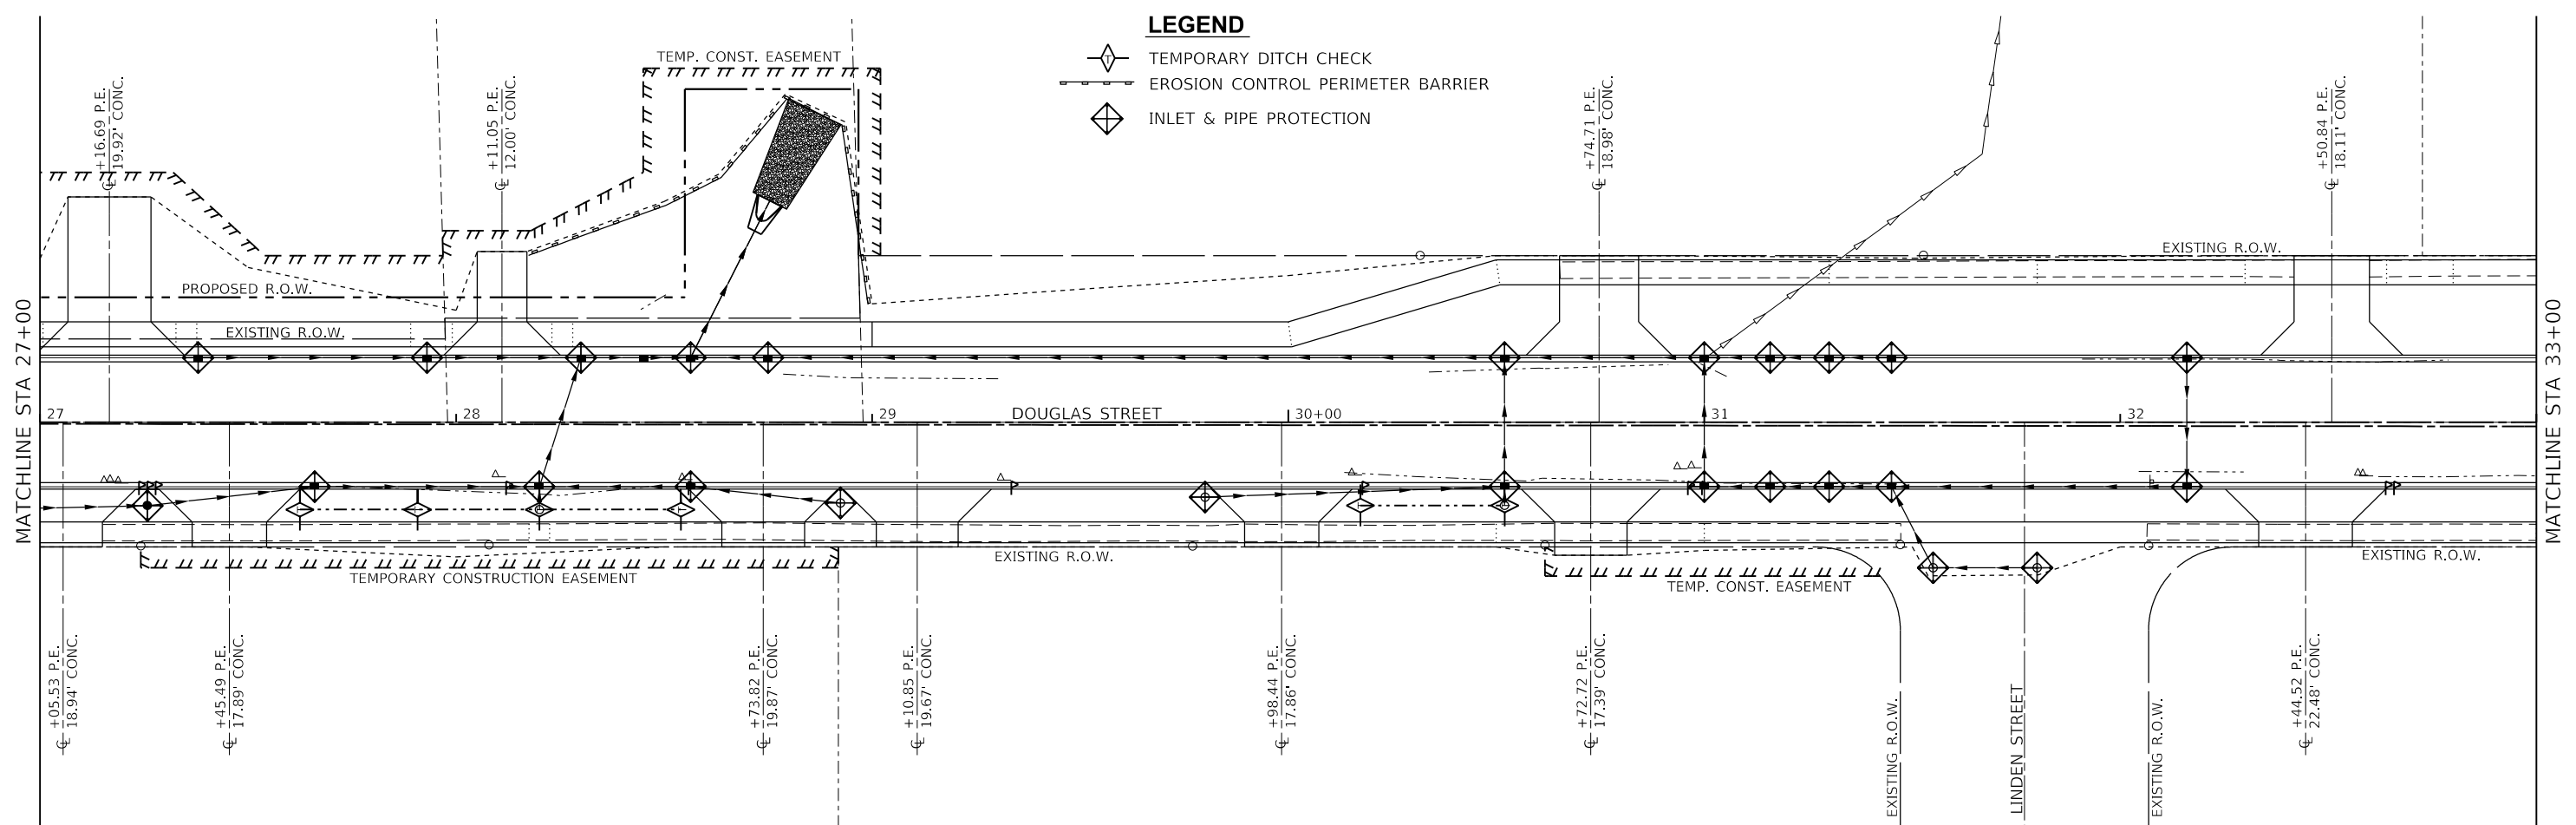 LEGEND
TEMPORARY DITCH CHECK
EROSION CONTROL PERIMETER BARRIER
INLET & PIPE PROTECTION
TEMP. CONST. EASEMENT
+16.69 P.E.
19.92' CONC.
+11.05 P.E.
12.00' CONC.
+74.71 P.E.
18.98' CONC.
+50.84 P.E.
18.11' CONC.
EXISTING R.O.W.
PROPOSED R.O.W.
EXISTING R.O.W.
MATCHLINE STA 27+00
MATCHLINE STA 33+00
27
28
29
DOUGLAS STREET
30+00
31
32
EXISTING R.O.W.
EXISTING R.O.W.
TEMPORARY CONSTRUCTION EASEMENT
TEMP. CONST. EASEMENT
+05.53 P.E.
18.94' CONC.
+45.49 P.E.
17.89' CONC.
+73.82 P.E.
19.87' CONC.
+10.85 P.E.
19.67' CONC.
+98.44 P.E.
17.86' CONC.
+72.72 P.E.
17.39' CONC.
EXISTING R.O.W.
LINDEN STREET
EXISTING R.O.W.
+44.52 P.E.
22.48' CONC.